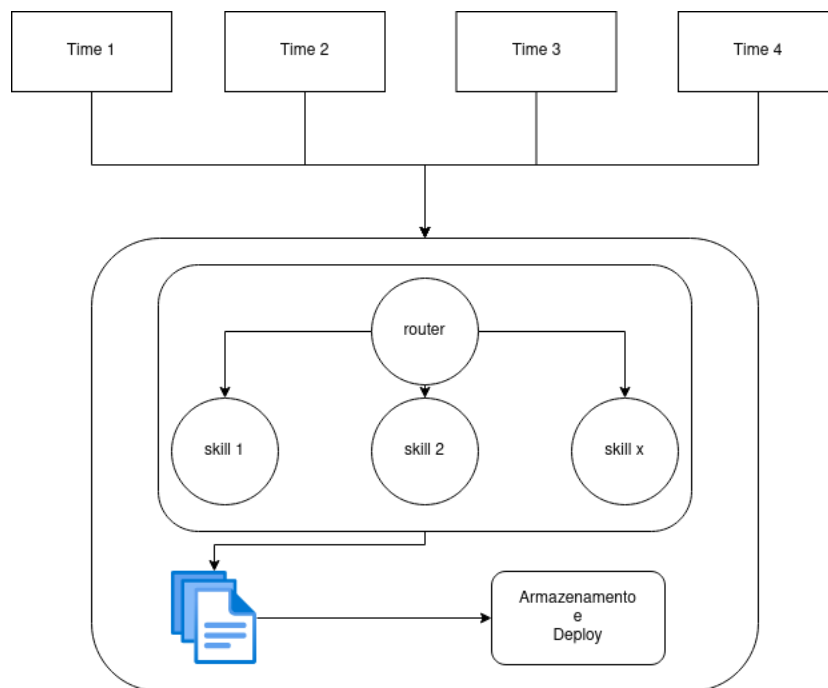 Time 1
Time 2
Time 3
Time 4
router
skill 1
skill 2
skill x
Armazenamento
e
Deploy